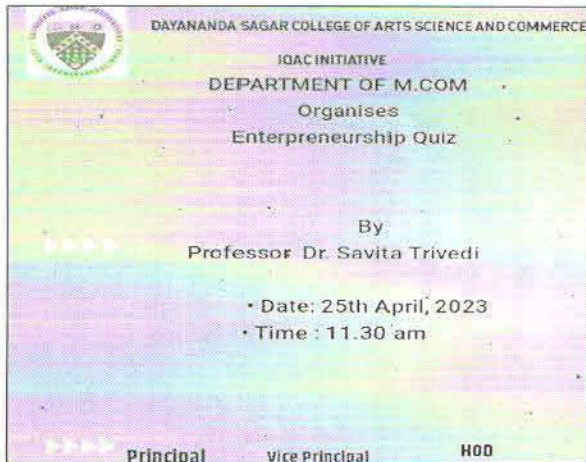 DAYANANDA SAGAR COLLEGE OF ARTS SCIENCE AND COMMERCE
IQAC INITIATIVE
DEPARTMENT OF M.COM
Organises
Enterpreneurship Quiz
By
Professor Dr. Savita Trivedi
• Date: 25th April, 2023
• Time : 11.30 am
Principal Vice Principal HOD